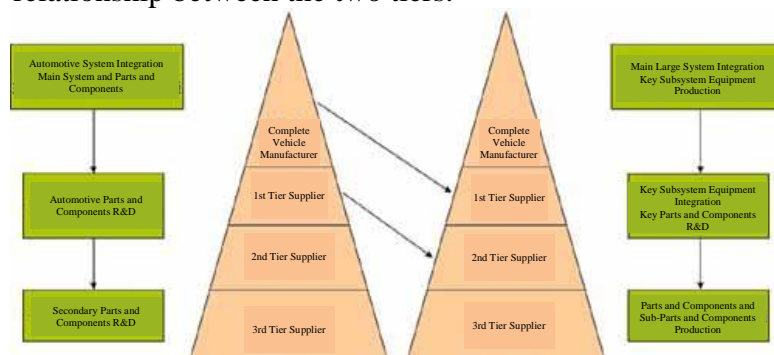 relationship between the two tiers.
Automotive System Integration
Main System and Parts and
Components
Automotive Parts and
Components R&D
Secondary Parts and
Components R&D
Complete
Vehicle
Manufacturer
1st Tier Supplier
2nd Tier Supplier
3rd Tier Supplier
Complete
Vehicle
Manufacturer
1st Tier Supplier
2nd Tier Supplier
3rd Tier Supplier
Main Large System Integration
Key Subsystem Equipment
Production
Key Subsystem Equipment
Integration
Key Parts and Components
R&D
Parts and Components and
Sub-Parts and Components
Production